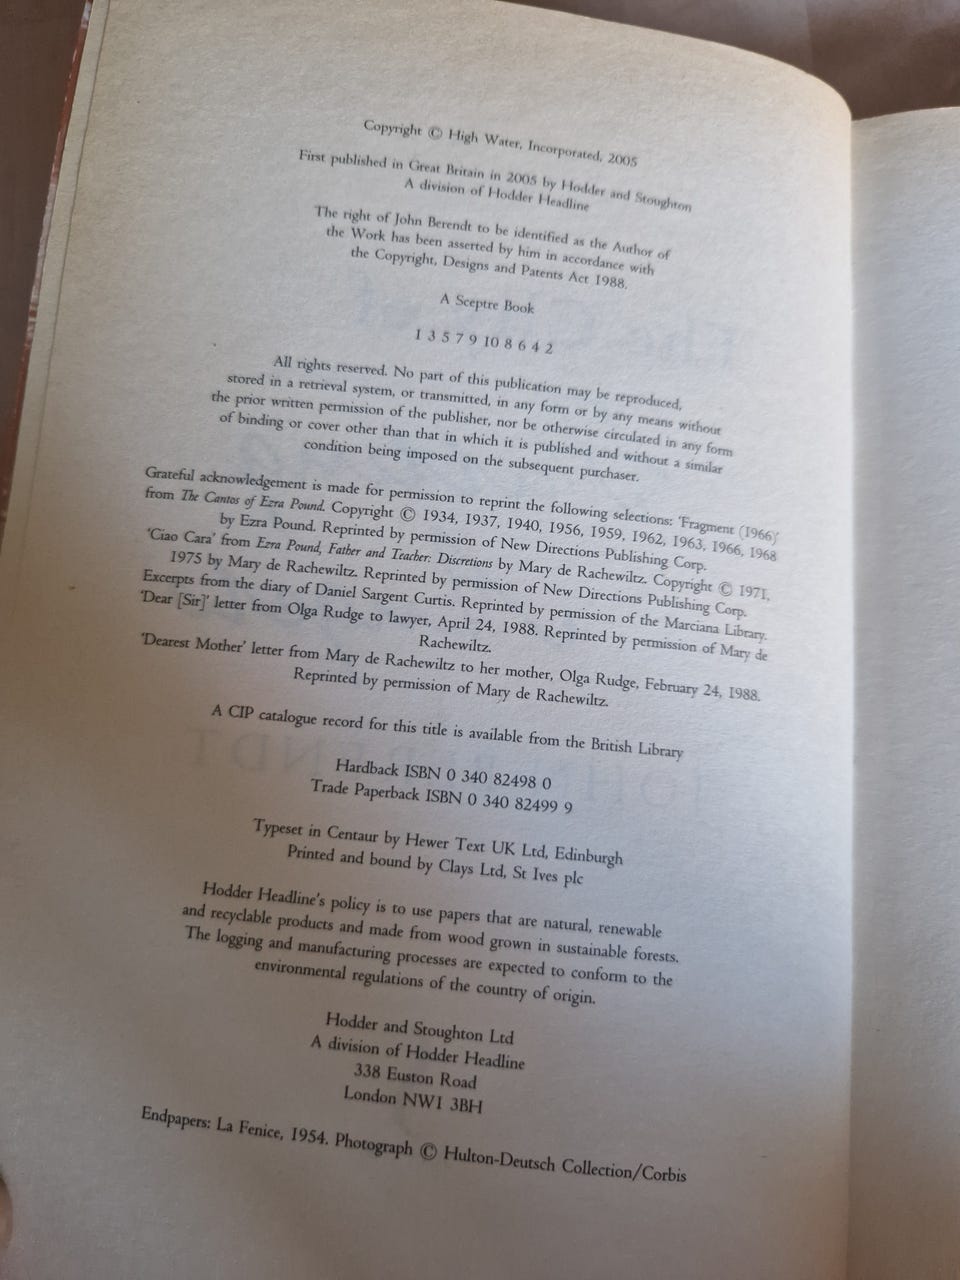 Copyright © High Water, Incorporated, 2005
First published in Great Britain in 2005 by Hodder and Stoughton
A division of Hodder Headline
The right of John Berendt to be identified as the Author of
the Work has been asserted by him in accordance with
the Copyright, Designs and Patents Act 1988.
A Sceptre Book
1 3 5 7 9 10 8 6 4 2
All rights reserved. No part of this publication may be reproduced,
stored in a retrieval system, or transmitted, in any form or by any means without
the prior written permission of the publisher, nor be otherwise circulated in any form
of binding or cover other than that in which it is published and without a similar
condition being imposed on the subsequent purchaser.
Grateful acknowledgement is made for permission to reprint the following selections: 'Fragment (1966)'
from The Cantos of Ezra Pound. Copyright © 1934, 1937, 1940, 1956, 1959, 1962, 1963, 1966, 1968
by Ezra Pound. Reprinted by permission of New Directions Publishing Corp.
'Ciao Cara' from Ezra Pound, Father and Teacher: Discretions by Mary de Rachewiltz. Copyright © 1971,
1975 by Mary de Rachewiltz. Reprinted by permission of New Directions Publishing Corp.
Excerpts from the diary of Daniel Sargent Curtis. Reprinted by permission of the Marciana Library.
'Dear [Sir]' letter from Olga Rudge to lawyer, April 24, 1988. Reprinted by permission of Mary de
Rachewiltz.
'Dearest Mother' letter from Mary de Rachewiltz to her mother, Olga Rudge, February 24, 1988.
Reprinted by permission of Mary de Rachewiltz.
A CIP catalogue record for this title is available from the British Library
Hardback ISBN 0 340 82498 0
Trade Paperback ISBN 0 340 82499 9
Typeset in Centaur by Hewer Text UK Ltd, Edinburgh
Printed and bound by Clays Ltd, St Ives plc
Hodder Headline's policy is to use papers that are natural, renewable
and recyclable products and made from wood grown in sustainable forests.
The logging and manufacturing processes are expected to conform to the
environmental regulations of the country of origin.
Hodder and Stoughton Ltd
A division of Hodder Headline
338 Euston Road
London NW1 3BH
Endpapers: La Fenice, 1954. Photograph © Hulton-Deutsch Collection/Corbis